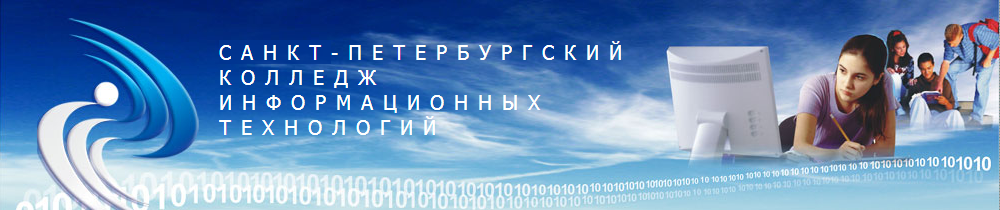 САНКТ-ПЕТЕРБУРГСКИЙ
КОЛЛЕДЖ
ИНФОРМАЦИОННЫХ
ТЕХНОЛОГИЙ